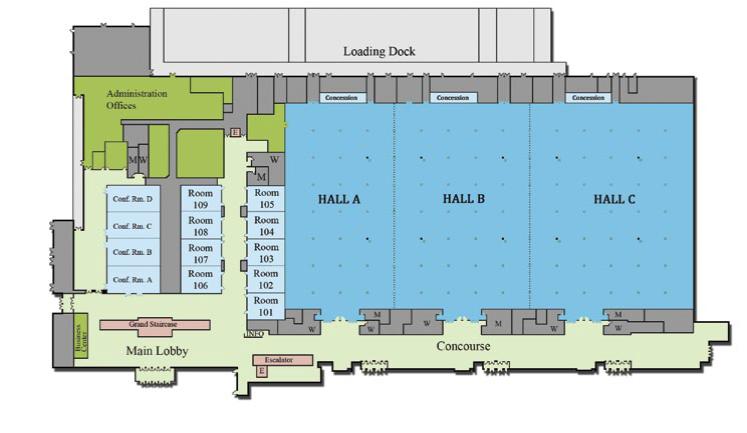 Loading Dock
Administration
Offices
Concession
Concession
Concession
E
M
W
W
M
HALL A
HALL B
HALL C
Conf. Rm. D
Conf. Rm. C
Conf. Rm. B
Conf. Rm. A
Room
109
Room
108
Room
107
Room
106
Room
105
Room
104
Room
103
Room
102
Room
101
M
W
W
M
W
M
W
Business
Center
Grand Staircase
Main Lobby
INFO
Escalator
E
Concourse